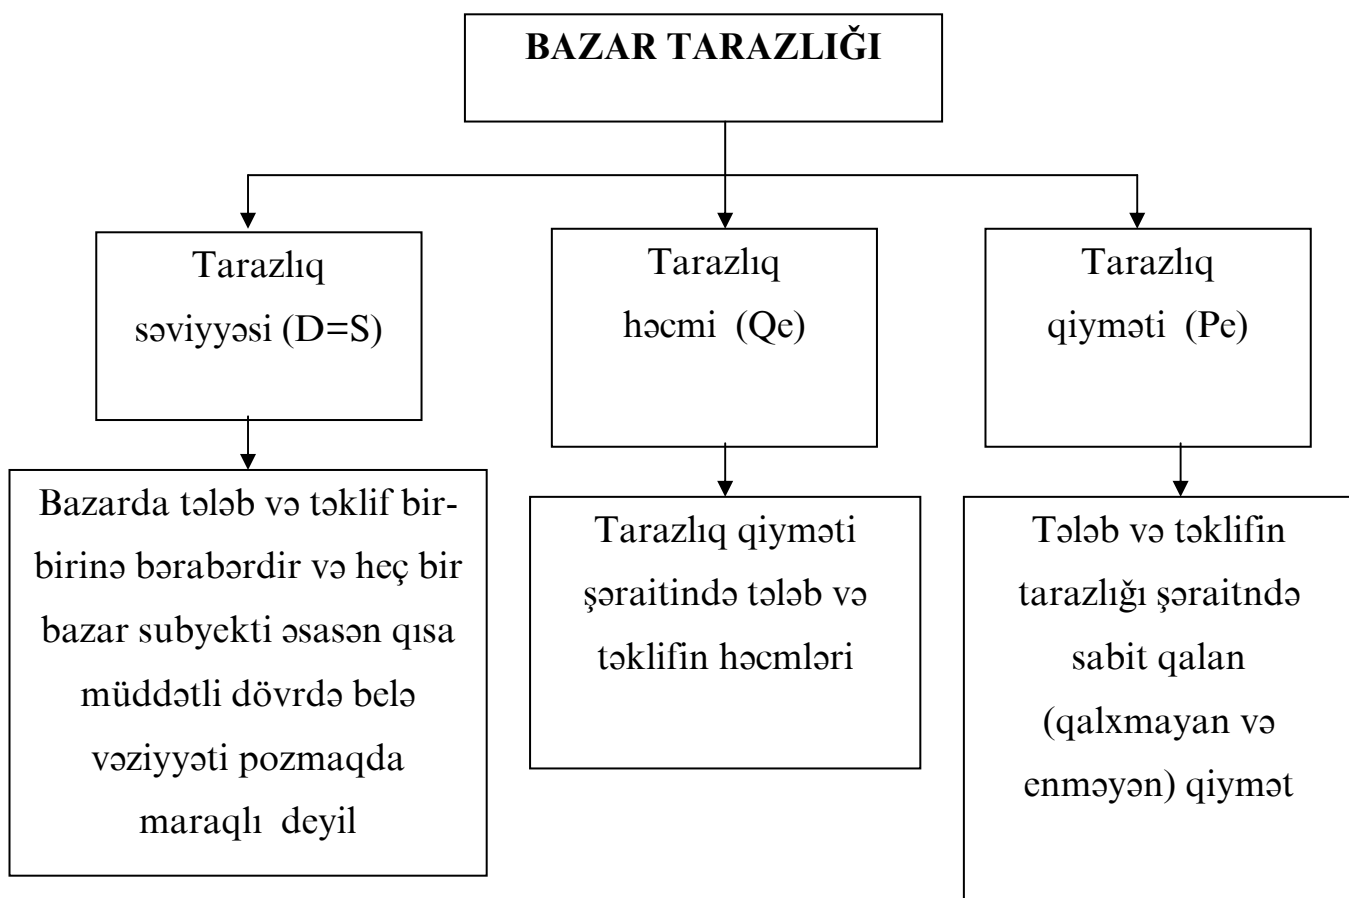 BAZAR TARAZLIĞI
Tarazlıq
səviyyəsi (D=S)
Tarazlıq
həcmi (Qe)
Tarazlıq
qiyməti (Pe)
Bazarda tələb və təklif bir-
birinə bərabərdir və heç bir
bazar subyekti əsasən qısa
müddətli dövrdə belə
vəziyyəti pozmaqda
maraqlı deyil
Tarazlıq qiyməti
şəraitində tələb və
təklifin həcmləri
Tələb və təklifin
tarazlığı şəraitndə
sabit qalan
(qalxmayan və
enməyən) qiymət